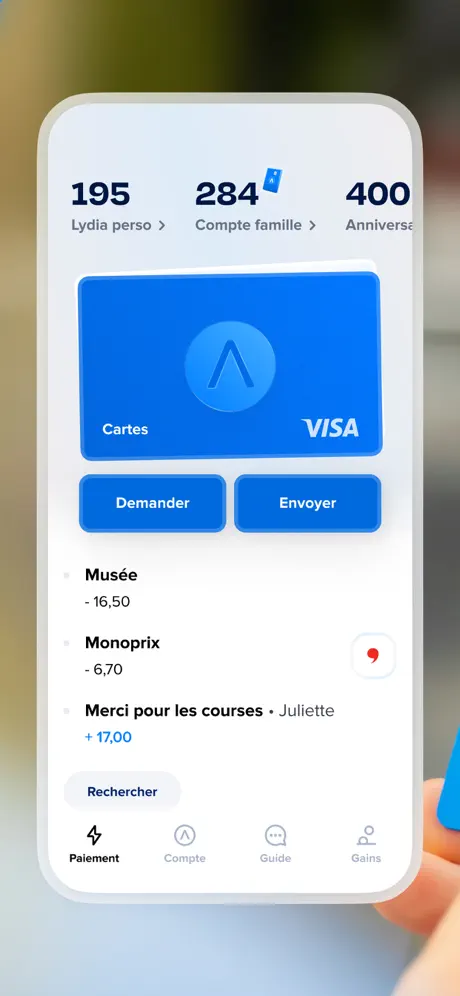 195
284
400
Lydia perso >
Compte famille >
Anniversa
Cartes
VISA
Demander
Envoyer
Musée
- 16,50
Monoprix
- 6,70
Merci pour les courses • Juliette
+ 17,00
Rechercher
Paiement
Compte
Guide
Gains